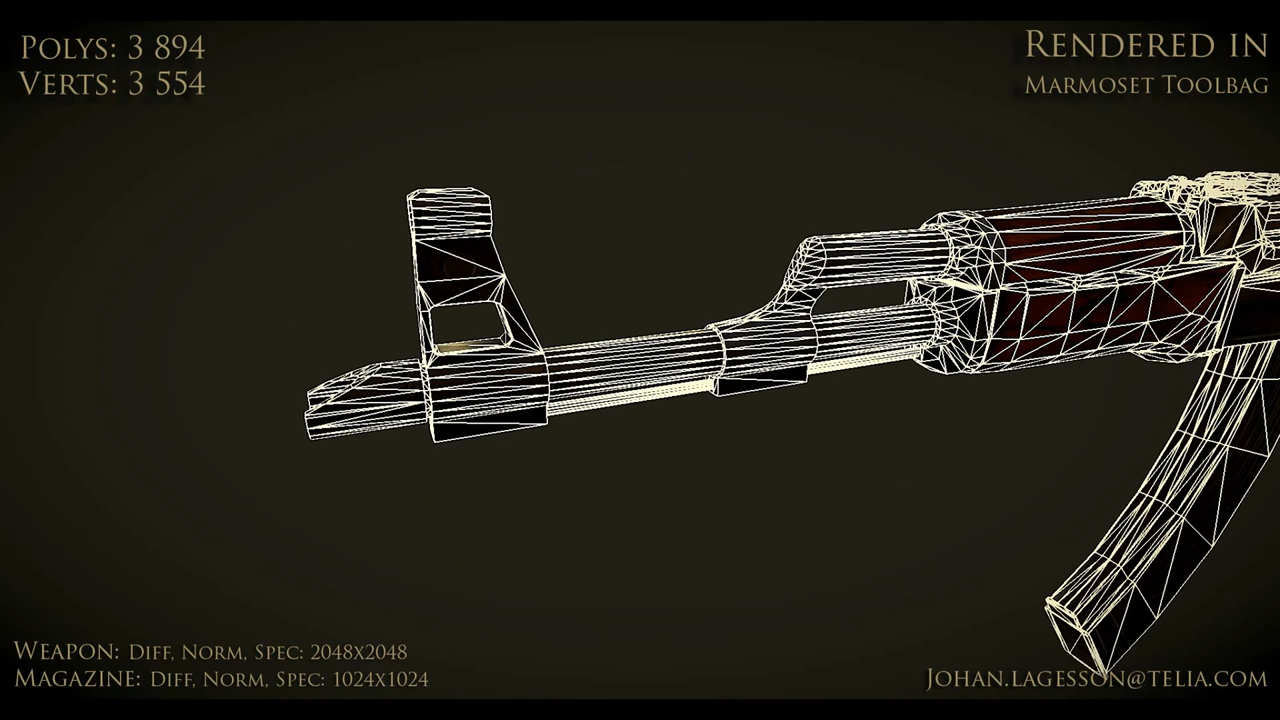 Polys: 3 894
Verts: 3 554
Rendered in
Marmoset Toolbag
Weapon: Diff, Norm, Spec: 2048x2048
Magazine: Diff, Norm, Spec: 1024x1024
Johan.lagesson@telia.com